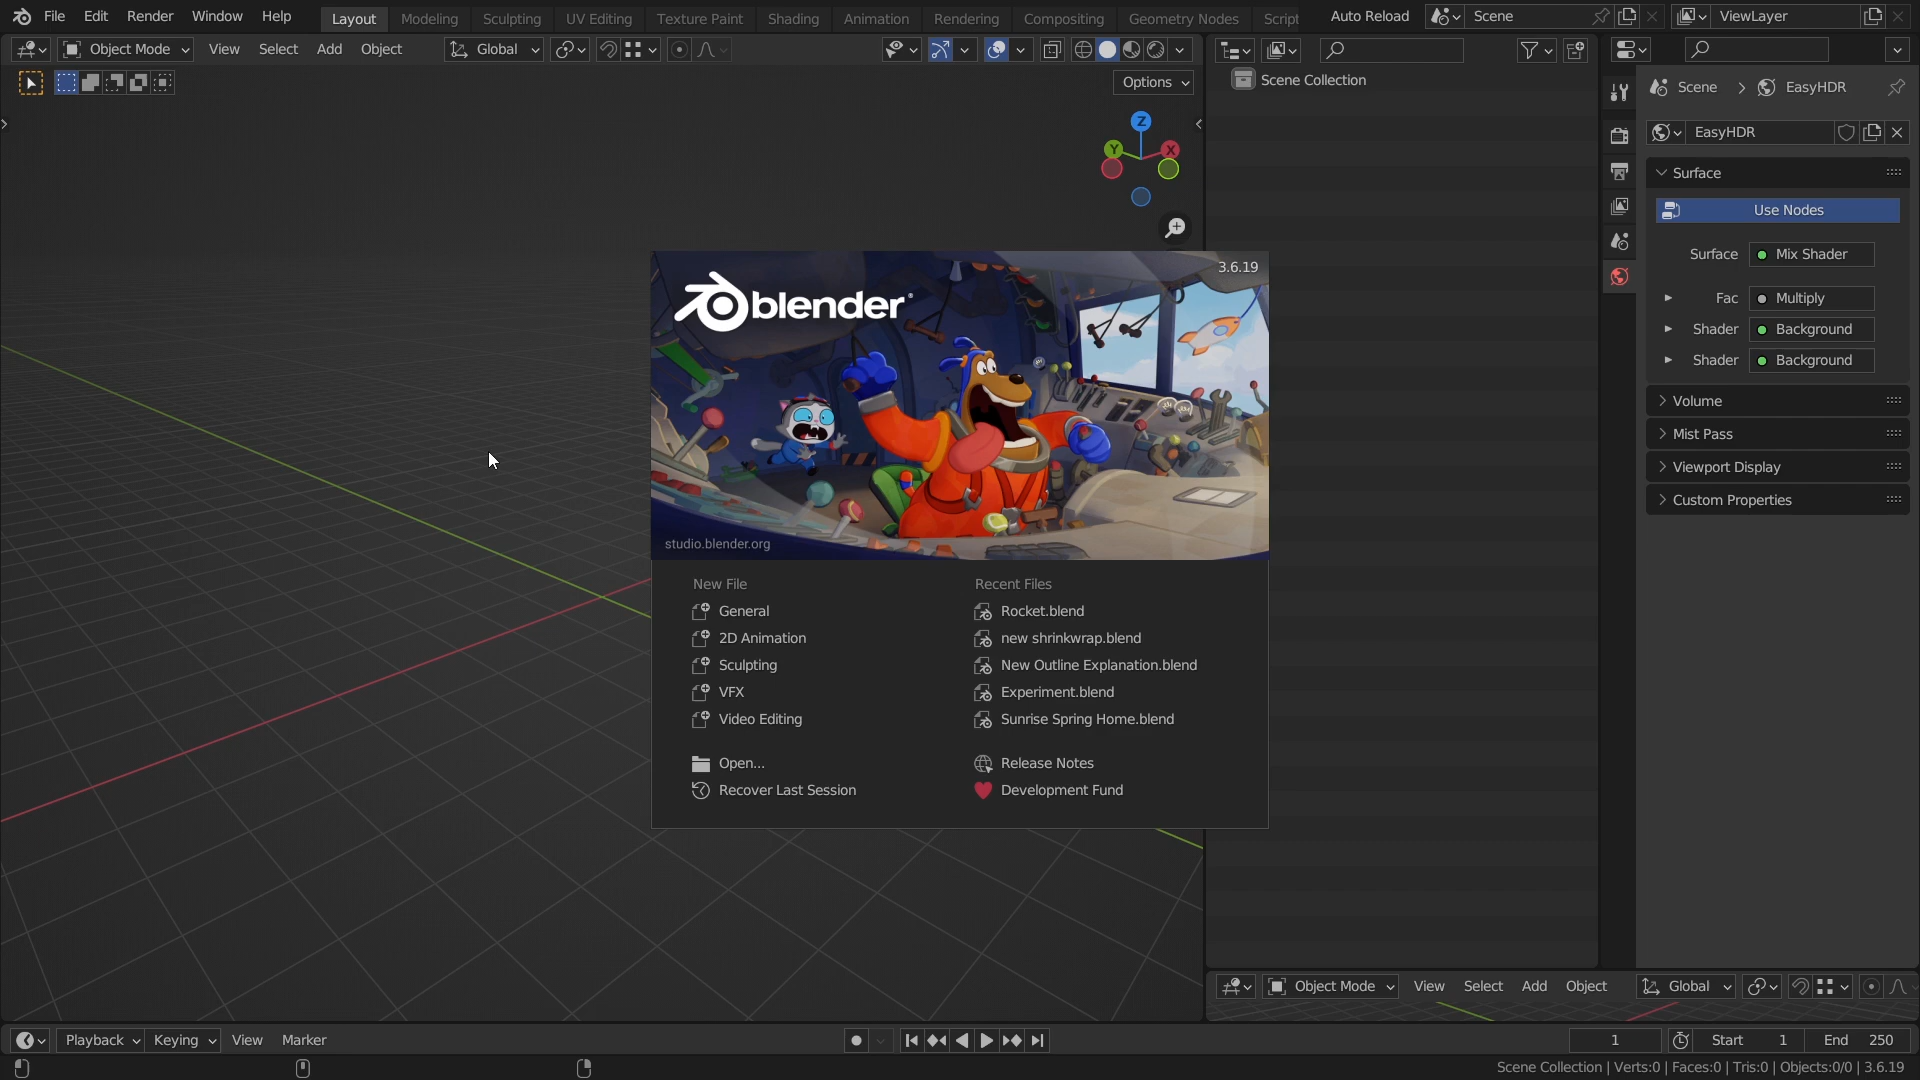 File Edit Render Window Help Layout Modeling Sculpting UV Editing Texture Paint Shading Animation Rendering Compositing Geometry Nodes Script Auto Reload Scene ViewLayer
Object Mode View Select Add Object Global
Options
Scene Collection
Scene > EasyHDR
EasyHDR
Z
Y X
Surface
Use Nodes
Surface Mix Shader
Fac Multiply
Shader Background
Shader Background
Volume
Mist Pass
Viewport Display
Custom Properties
3.6.19
blender
studio.blender.org
New File
General
2D Animation
Sculpting
VFX
Video Editing
Open...
Recover Last Session
Recent Files
Rocket.blend
new shrinkwrap.blend
New Outline Explanation.blend
Experiment.blend
Sunrise Spring Home.blend
Release Notes
Development Fund
Object Mode View Select Add Object Global
Playback Keying View Marker 1 Start 1 End 250
Scene Collection | Verts:0 | Faces:0 | Tris:0 | Objects:0/0 | 3.6.19